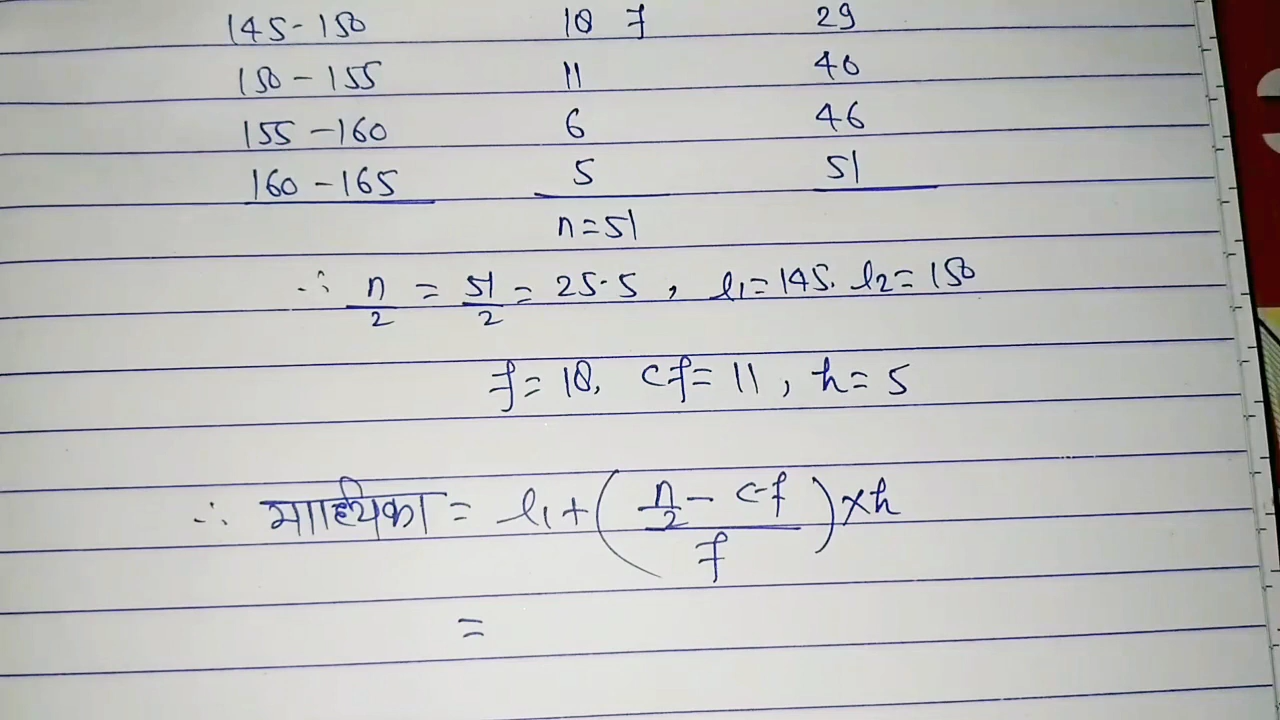 145-150 18 f 29
150-155 11 40
155-160 6 46
160-165 5 51
n=51
∴ n/2 = 51/2 = 25.5, l₁=145. l₂=150
f=18, cf=11, h=5
∴ माध्यिका = l₁+(n/2 - cf / f)×h
=